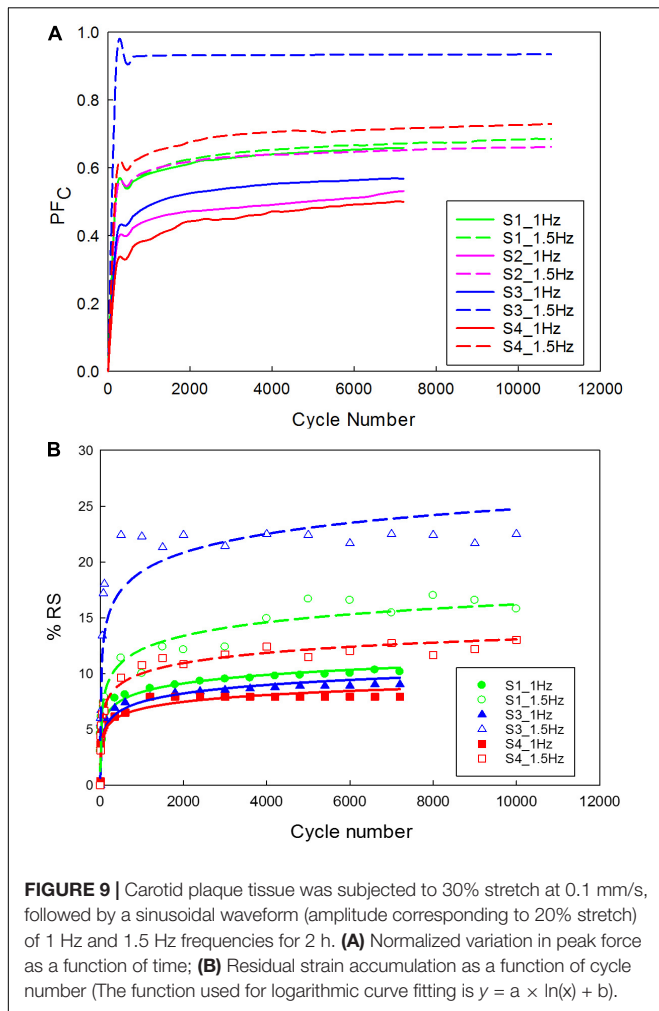 A
1.0
0.8
0.6
0.4
0.2
0.0
PFC
0 2000 4000 6000 8000 10000 12000
Cycle Number
S1_1Hz
S1_1.5Hz
S2_1Hz
S2_1.5Hz
S3_1Hz
S3_1.5Hz
S4_1Hz
S4_1.5Hz
B
30
25
20
15
10
5
0
% RS
0 2000 4000 6000 8000 10000 12000
Cycle number
S1_1Hz
S1_1.5Hz
S3_1Hz
S3_1.5Hz
S4_1Hz
S4_1.5Hz
FIGURE 9 | Carotid plaque tissue was subjected to 30% stretch at 0.1 mm/s,
followed by a sinusoidal waveform (amplitude corresponding to 20% stretch)
of 1 Hz and 1.5 Hz frequencies for 2 h. (A) Normalized variation in peak force
as a function of time; (B) Residual strain accumulation as a function of cycle
number (The function used for logarithmic curve fitting is y = a × ln(x) + b).